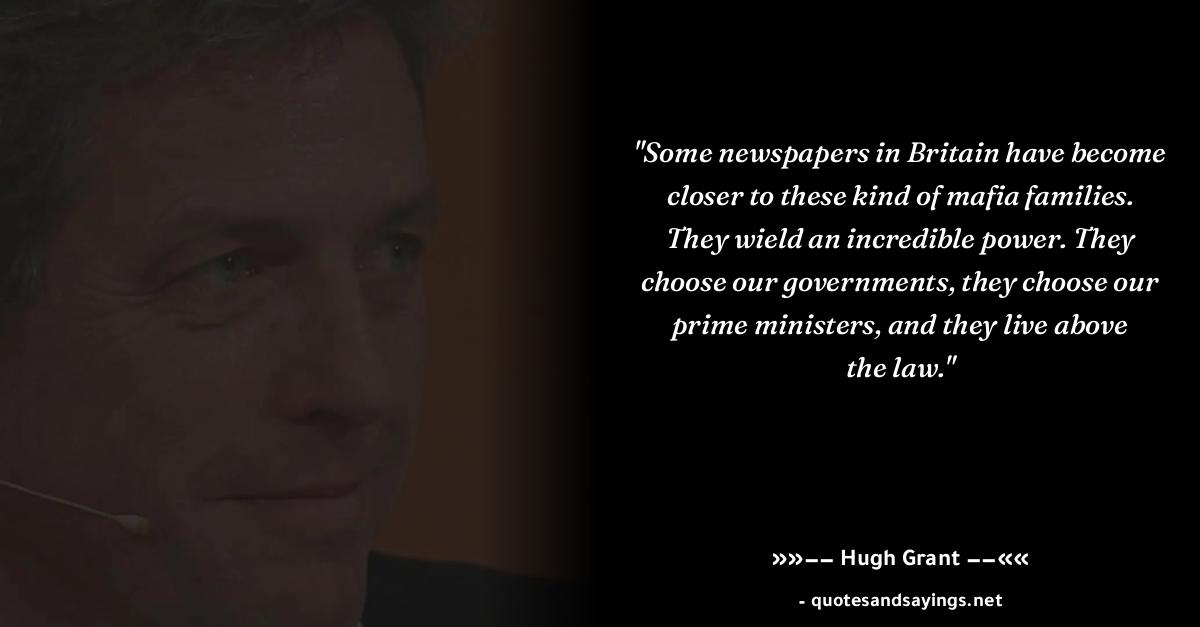 "Some newspapers in Britain have become
closer to these kind of mafia families.
They wield an incredible power. They
choose our governments, they choose our
prime ministers, and they live above
the law."
»»–– Hugh Grant ––««
- quotesandsayings.net